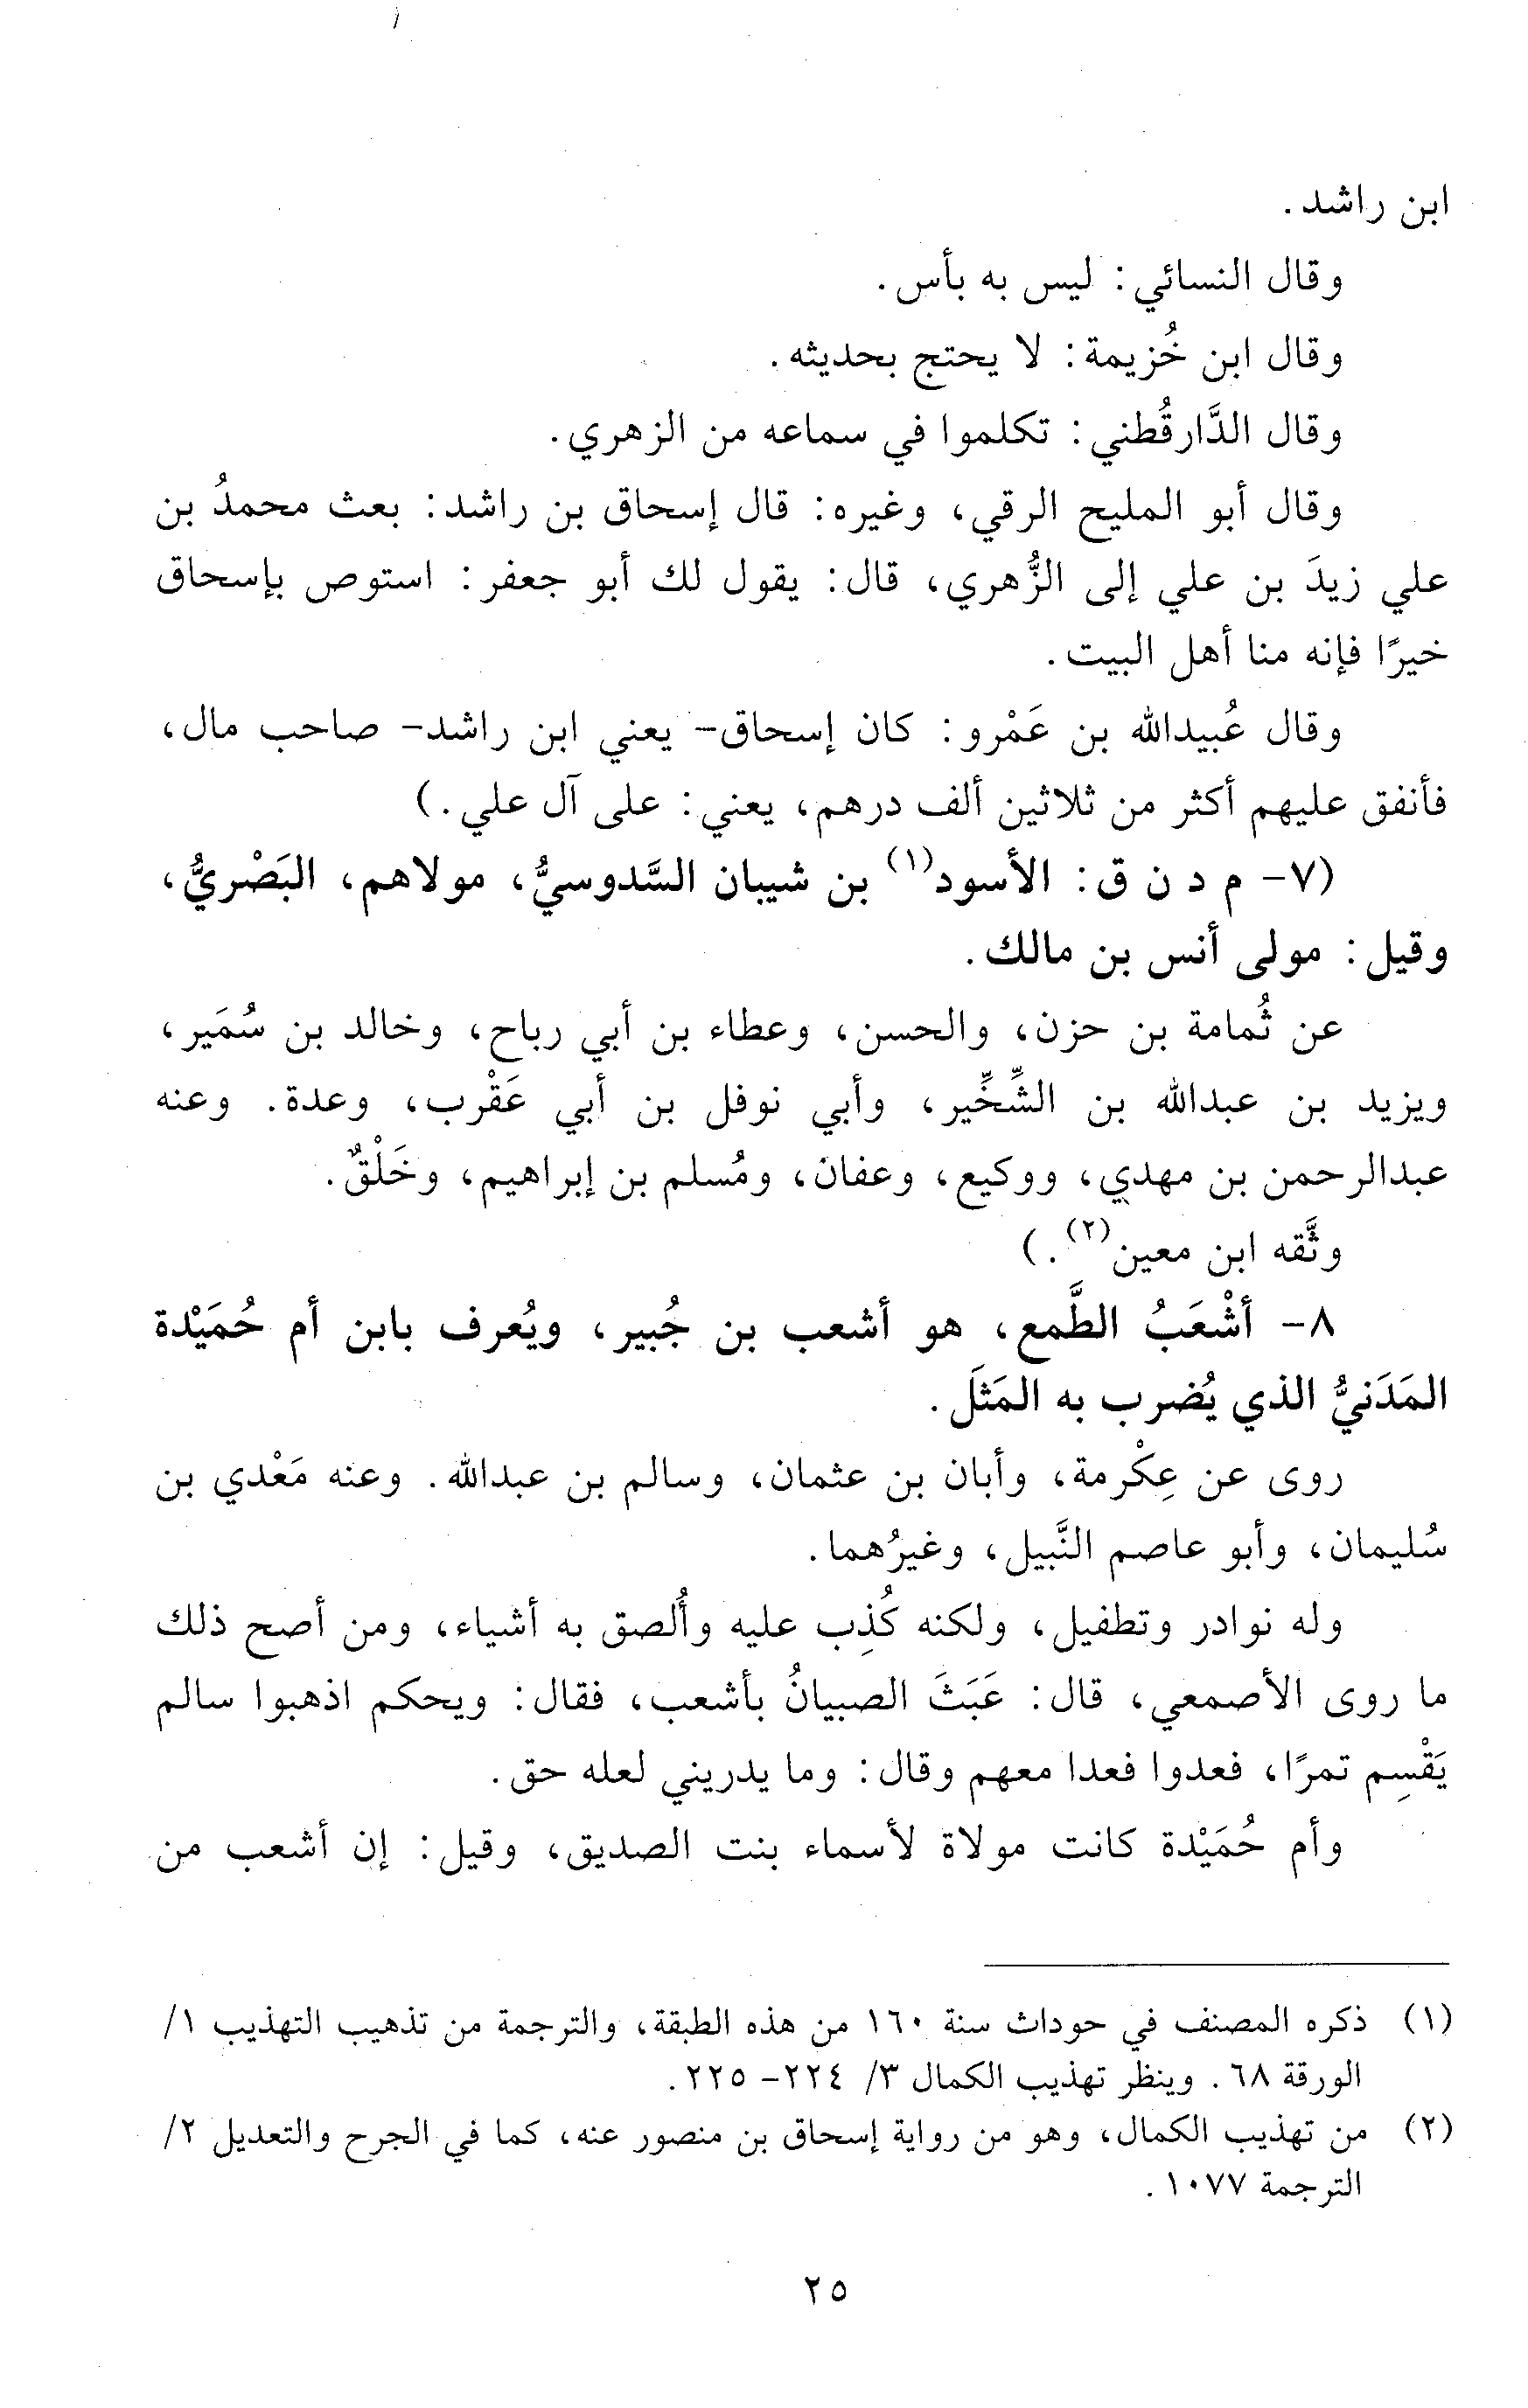 ابن راشد.
وقال النسائي: ليس به بأس.
وقال ابن خُزيمة: لا يحتج بحديثه.
وقال الدَّارقُطني: تكلموا في سماعه من الزهري.
وقال أبو المليح الرقي، وغيره: قال إسحاق بن راشد: بعث محمدُ بن
علي زيدَ بن علي إلى الزُّهري، قال: يقول لك أبو جعفر: استوص بإسحاق
خيرًا فإنه منا أهل البيت.
وقال عُبيدالله بن عَمْرو: كان إسحاق- يعني ابن راشد- صاحب مال،
فأنفق عليهم أكثر من ثلاثين ألف درهم، يعني: على آل علي.)
(٧- م د ن ق: الأسود(١) بن شيبان السَّدوسيُّ، مولاهم، البَصْريُّ،
وقيل: مولى أنس بن مالك.
عن ثُمامة بن حزن، والحسن، وعطاء بن أبي رباح، وخالد بن سُمَير،
ويزيد بن عبدالله بن الشِّخِّير، وأبي نوفل بن أبي عَقْرب، وعدة. وعنه
عبدالرحمن بن مهدي، ووكيع، وعفان، ومُسلم بن إبراهيم، وخَلْقٌ.
وثَّقه ابن معين(٢).)
٨- أشْعَبُ الطَّمع، هو أشعب بن جُبير، ويُعرف بابن أم حُمَيْدة
المَدَنيُّ الذي يُضرب به المَثلَ.
روى عن عِكْرمة، وأبان بن عثمان، وسالم بن عبدالله. وعنه مَعْدي بن
سُليمان، وأبو عاصم النَّبيل، وغيرُهما.
وله نوادر وتطفيل، ولكنه كُذِب عليه وأُلصق به أشياء، ومن أصح ذلك
ما روى الأصمعي، قال: عَبَثَ الصبيانُ بأشعب، فقال: ويحكم اذهبوا سالم
يَقْسِم تمرًا، فعدوا فعدا معهم وقال: وما يدريني لعله حق.
وأم حُمَيْدة كانت مولاة لأسماء بنت الصديق، وقيل: إن أشعب من
(١) ذكره المصنف في حوداث سنة ١٦٠ من هذه الطبقة، والترجمة من تذهيب التهذيب ١/
الورقة ٦٨. وينظر تهذيب الكمال ٣/ ٢٢٤- ٢٢٥.
(٢) من تهذيب الكمال، وهو من رواية إسحاق بن منصور عنه، كما في الجرح والتعديل ٢/
الترجمة ١٠٧٧.
٢٥